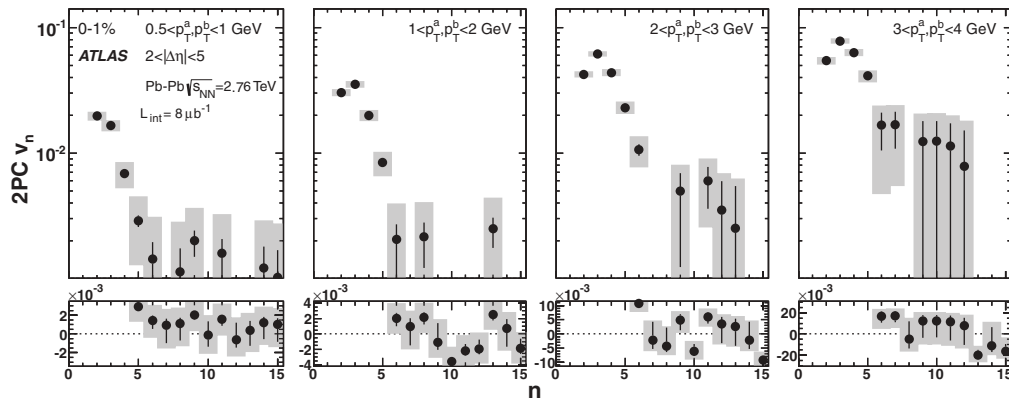 10⁻¹
10⁻²
2PC vₙ
0-1% 0.5<p_T^a,p_T^b<1 GeV
ATLAS 2<|Δη|<5
Pb-Pb √s_NN=2.76 TeV
L_int= 8 μb⁻¹
1<p_T^a,p_T^b<2 GeV
2<p_T^a,p_T^b<3 GeV
3<p_T^a,p_T^b<4 GeV
×10⁻³
2
0
-2
0 5 10 15
×10⁻³
4
2
0
-2
-4
0 5 10 15
×10⁻³
10
5
0
-5
-10
0 5 10 15
×10⁻³
20
0
-20
0 5 10 15
n